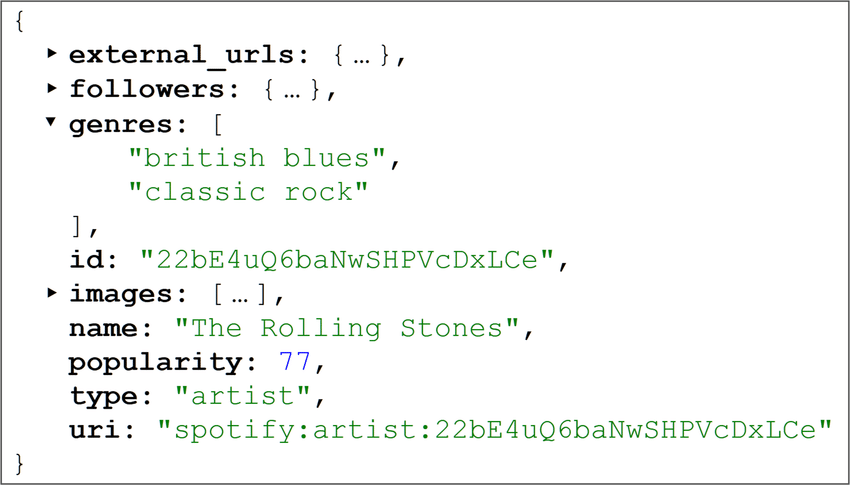 {
▸ external_urls: {…},
▸ followers: {…},
▾ genres: [
"british blues",
"classic rock"
],
id: "22bE4uQ6baNwSHPVcDxLCe",
▸ images: […],
name: "The Rolling Stones",
popularity: 77,
type: "artist",
uri: "spotify:artist:22bE4uQ6baNwSHPVcDxLCe"
}